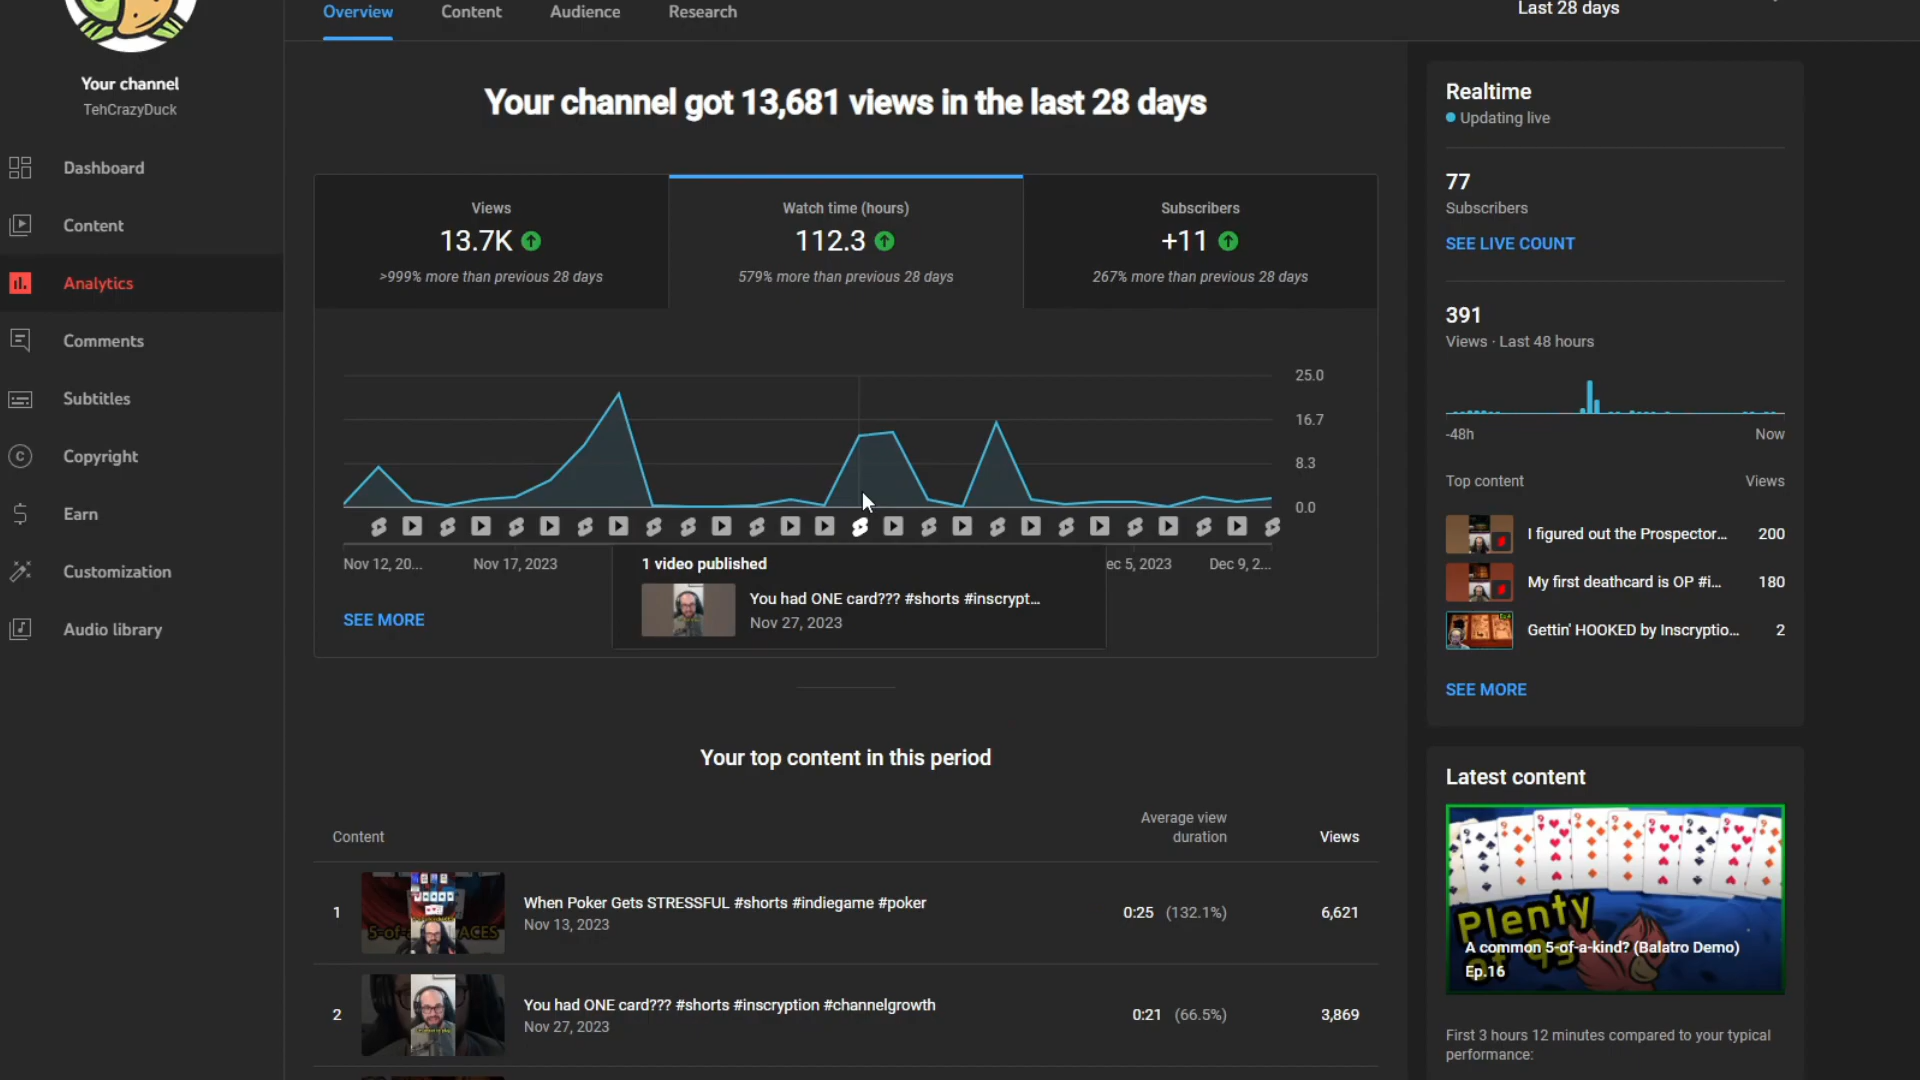 Overview
Content
Audience
Research
Last 28 days
Your channel
TehCrazyDuck
Dashboard
Content
Analytics
Comments
Subtitles
Copyright
Earn
Customization
Audio library
Your channel got 13,681 views in the last 28 days
Views
13.7K
>999% more than previous 28 days
Watch time (hours)
112.3
579% more than previous 28 days
Subscribers
+11
267% more than previous 28 days
25.0
16.7
8.3
0.0
Nov 12, 20...
Nov 17, 2023
ec 5, 2023
Dec 9, 2...
1 video published
You had ONE card??? #shorts #inscrypt...
Nov 27, 2023
SEE MORE
Your top content in this period
Content
Average view
duration
Views
1
5-of-a
ACES
When Poker Gets STRESSFUL #shorts #indiegame #poker
Nov 13, 2023
0:25 (132.1%)
6,621
2
You had ONE card??? #shorts #inscryption #channelgrowth
Nov 27, 2023
0:21 (66.5%)
3,869
Realtime
Updating live
77
Subscribers
SEE LIVE COUNT
391
Views · Last 48 hours
-48h
Now
Top content
Views
I figured out the Prospector...
200
My first deathcard is OP #i...
180
Gettin' HOOKED by Inscryptio...
2
SEE MORE
Latest content
Plenty
of 9s
A common 5-of-a-kind? (Balatro Demo)
Ep.16
First 3 hours 12 minutes compared to your typical
performance: